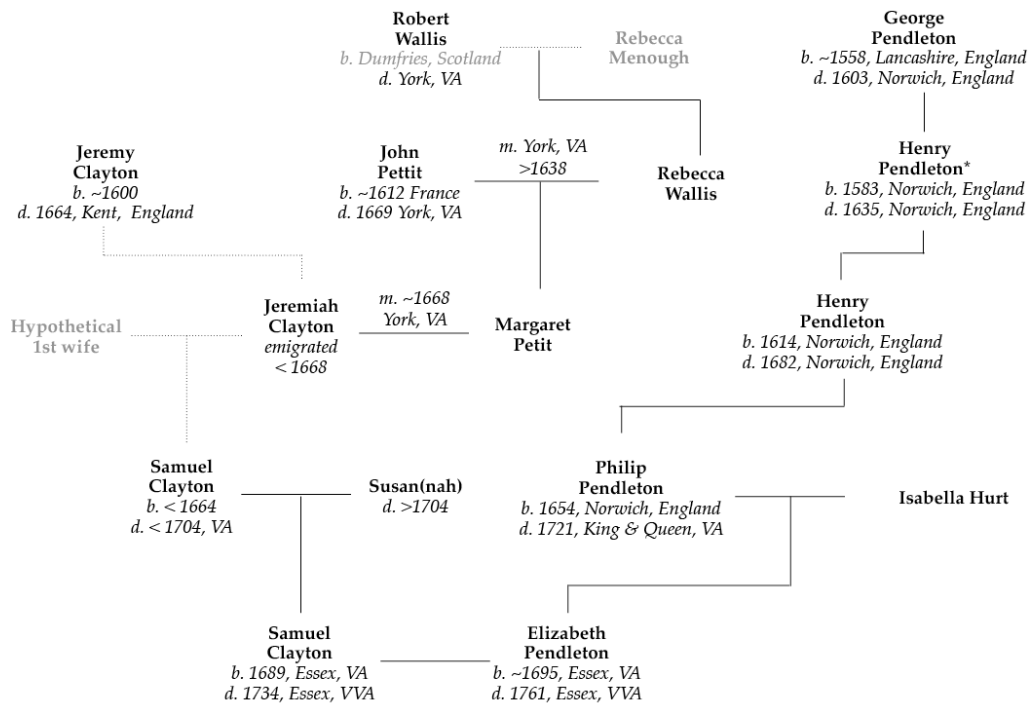 Robert
Wallis
b. Dumfries, Scotland
d. York, VA
Rebecca
Menough
George
Pendleton
b. ~1558, Lancashire, England
d. 1603, Norwich, England
Jeremy
Clayton
b. ~1600
d. 1664, Kent, England
John
Pettit
b. ~1612 France
d. 1669 York, VA
m. York, VA
>1638
Rebecca
Wallis
Henry
Pendleton*
b. 1583, Norwich, England
d. 1635, Norwich, England
Hypothetical
1st wife
Jeremiah
Clayton
emigrated
< 1668
m. ~1668
York, VA
Margaret
Petit
Henry
Pendleton
b. 1614, Norwich, England
d. 1682, Norwich, England
Samuel
Clayton
b. < 1664
d. < 1704, VA
Susan(nah)
d. >1704
Philip
Pendleton
b. 1654, Norwich, England
d. 1721, King & Queen, VA
Isabella Hurt
Samuel
Clayton
b. 1689, Essex, VA
d. 1734, Essex, VVA
Elizabeth
Pendleton
b. ~1695, Essex, VA
d. 1761, Essex, VVA